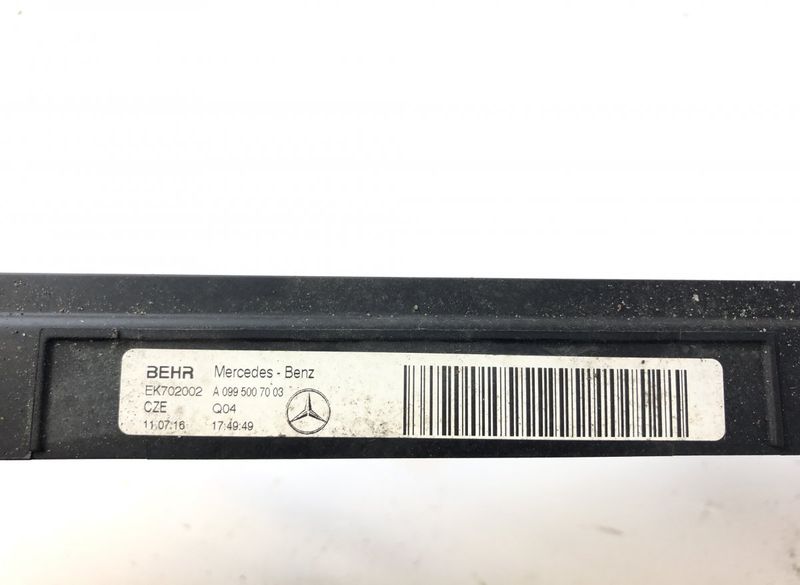 BEHR Mercedes - Benz
EK702002 A 099 500 70 03
CZE Q04
11.07.16 17:49:49